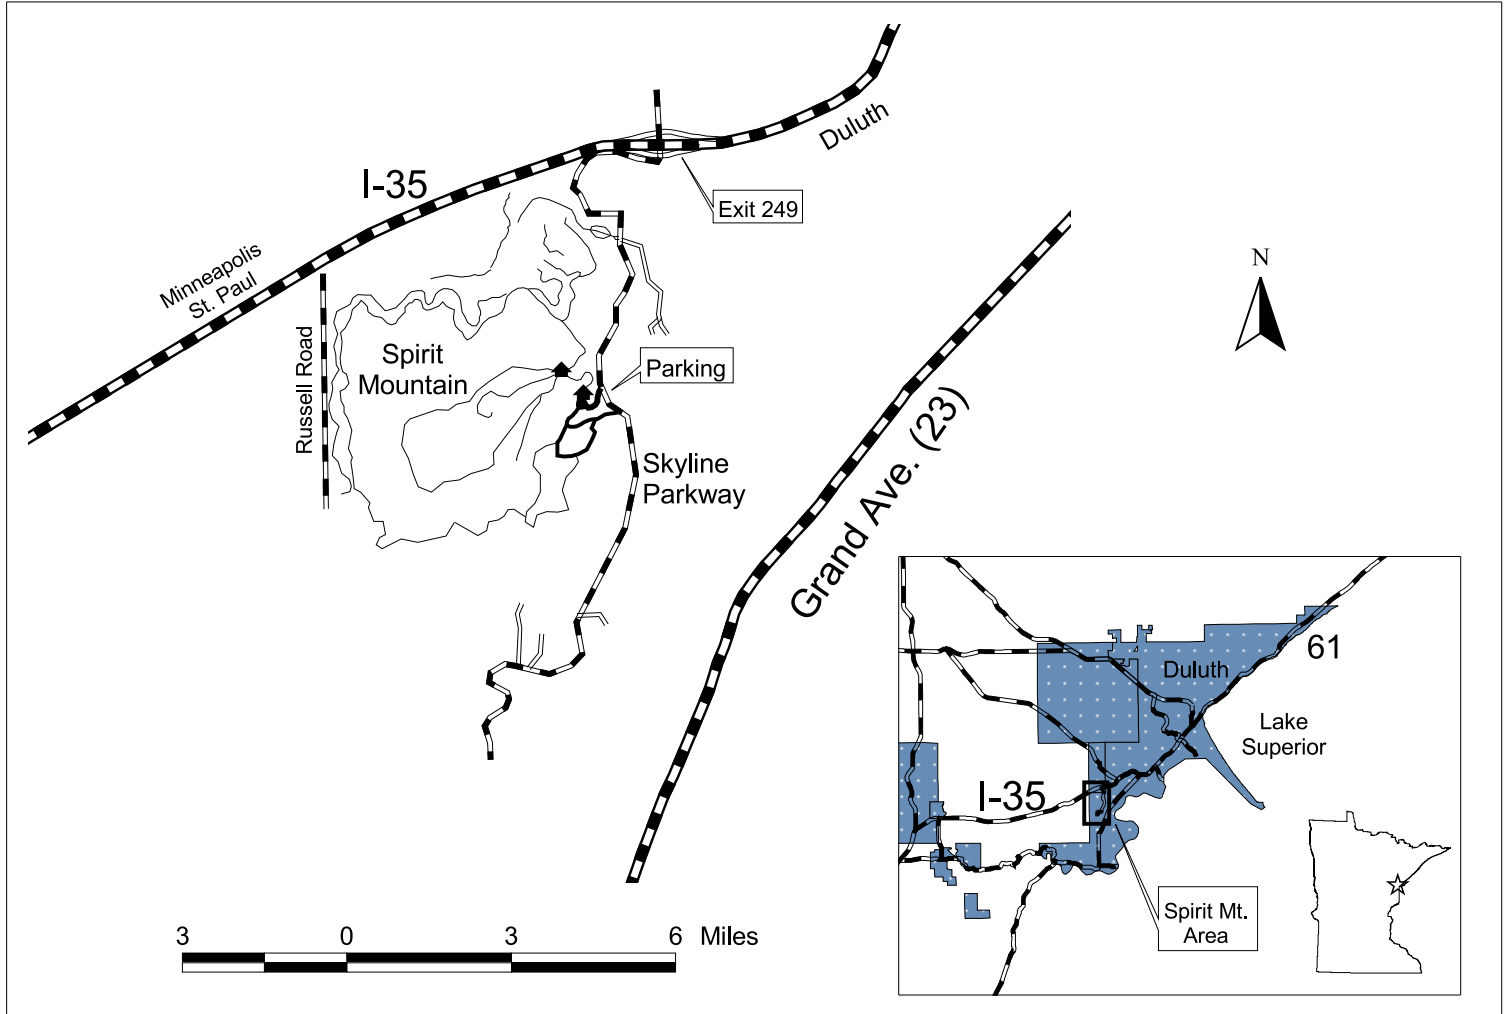 Duluth
I-35
Exit 249
Minneapolis
St. Paul
N
Russell Road
Spirit
Mountain
Parking
Grand Ave. (23)
Skyline
Parkway
61
Duluth
Lake
Superior
I-35
Spirit Mt.
Area
3 0 3 6 Miles